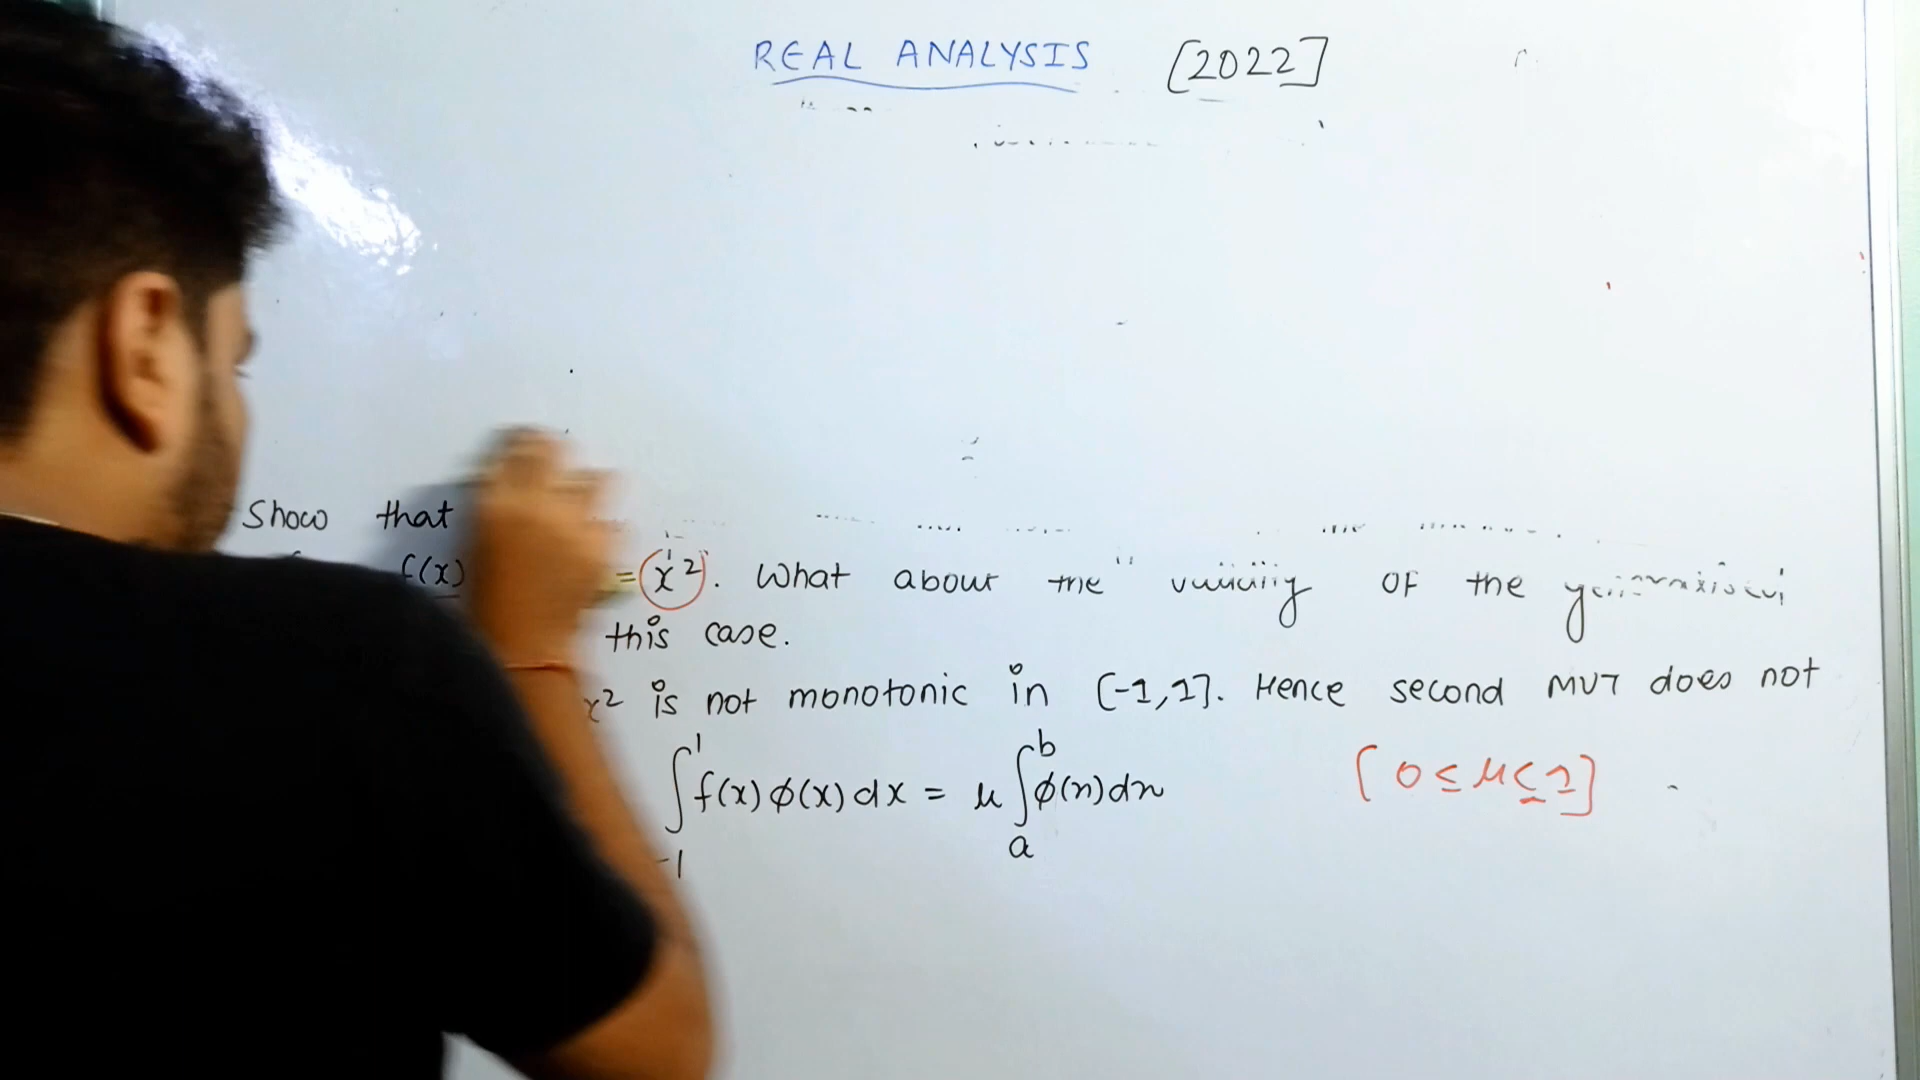 REAL ANALYSIS [2022]
Show that
f(x) = x². What about the validity OF the
this case.
x² is not monotonic in [-1,1]. Hence second MVT does not
∫₋₁¹ f(x) φ(x) dx = μ ∫ₐᵇ φ(x) dx [0 ≤ μ ≤ 1]